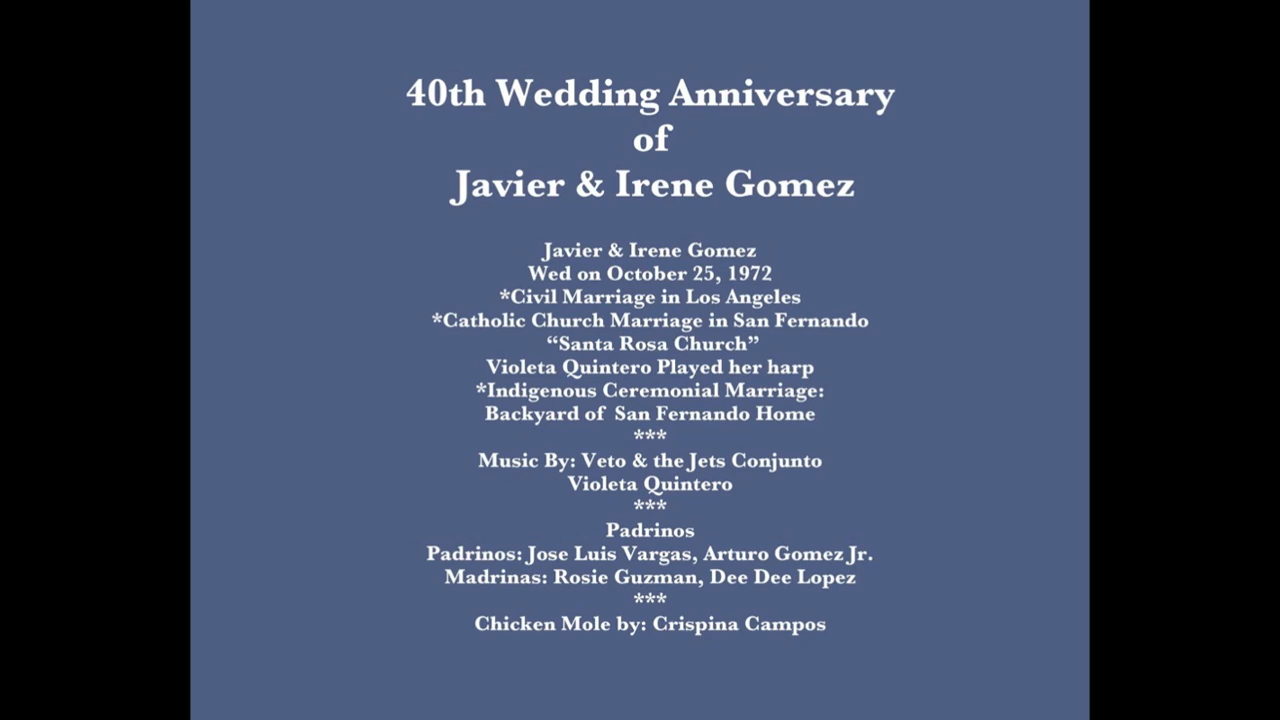 40th Wedding Anniversary
of
Javier & Irene Gomez
Javier & Irene Gomez
Wed on October 25, 1972
*Civil Marriage in Los Angeles
*Catholic Church Marriage in San Fernando
“Santa Rosa Church”
Violeta Quintero Played her harp
*Indigenous Ceremonial Marriage:
Backyard of San Fernando Home
***
Music By: Veto & the Jets Conjunto
Violeta Quintero
***
Padrinos
Padrinos: Jose Luis Vargas, Arturo Gomez Jr.
Madrinas: Rosie Guzman, Dee Dee Lopez
***
Chicken Mole by: Crispina Campos